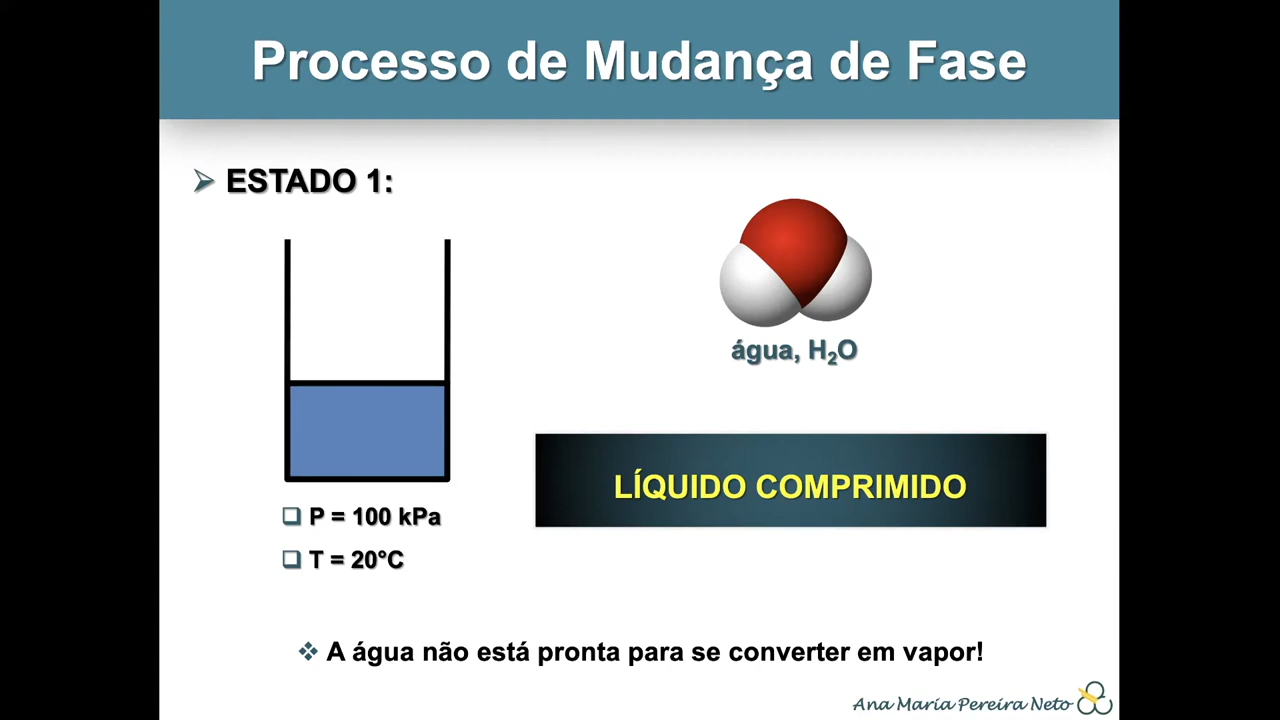 Processo de Mudança de Fase
ESTADO 1:
água, H₂O
LÍQUIDO COMPRIMIDO
P = 100 kPa
T = 20°C
A água não está pronta para se converter em vapor!
Ana Maria Pereira Neto